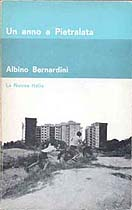 Un anno a Pietralata
Albino Bernardini
La Nuova Italia